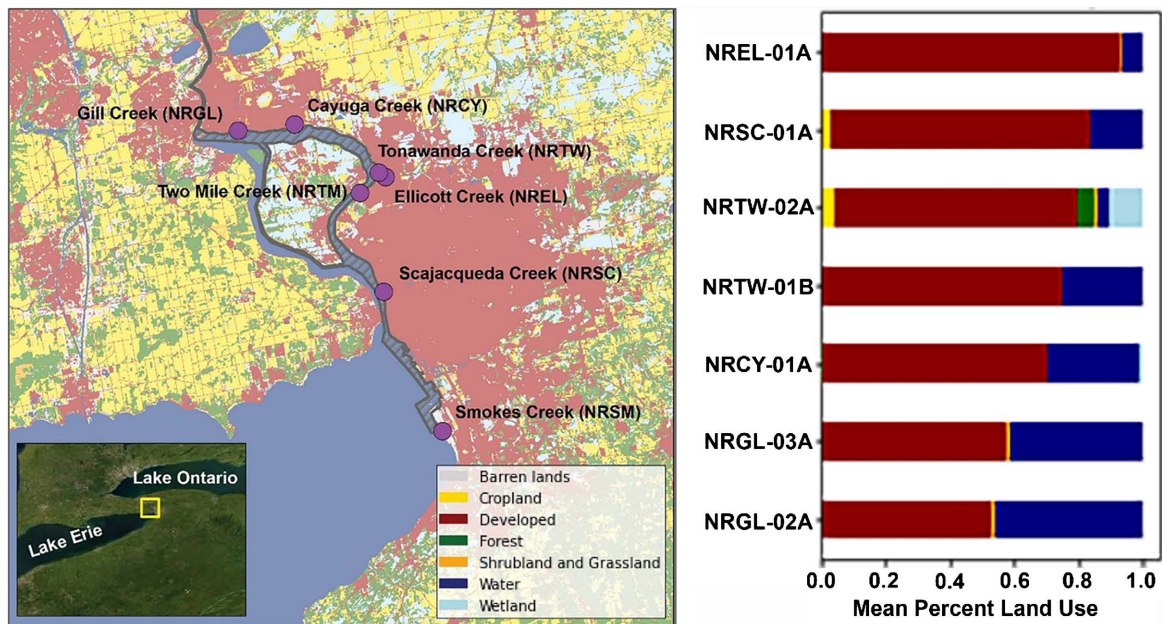 Gill Creek (NRGL)
Cayuga Creek (NRCY)
Tonawanda Creek (NRTW)
Two Mile Creek (NRTM)
Ellicott Creek (NREL)
Scajacqueda Creek (NRSC)
Smokes Creek (NRSM)
Lake Ontario
Lake Erie
Barren lands
Cropland
Developed
Forest
Shrubland and Grassland
Water
Wetland
NREL-01A
NRSC-01A
NRTW-02A
NRTW-01B
NRCY-01A
NRGL-03A
NRGL-02A
0.0 0.2 0.4 0.6 0.8 1.0
Mean Percent Land Use